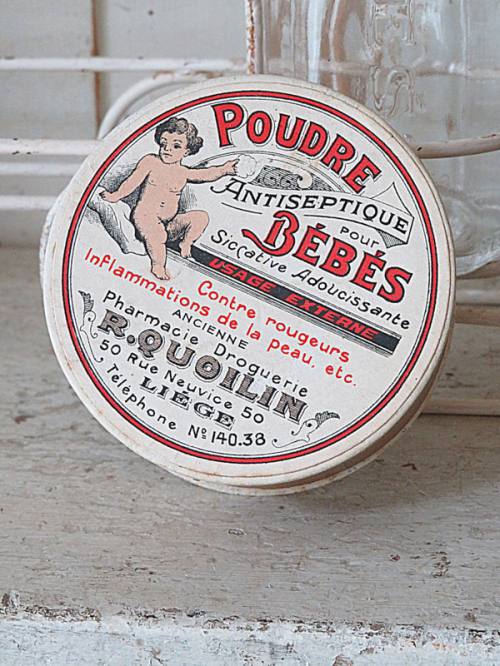 POUDRE
ANTISEPTIQUE
POUR
BÉBÉS
Siccative Adoucissante
USAGE EXTERNE
Contre rougeurs
Inflammations de la peau, etc.
ANCIENNE
Pharmacie Droguerie
R. QUOILIN
50 Rue Neuvice 50
LIÉGE
Téléphone Nº 140.38